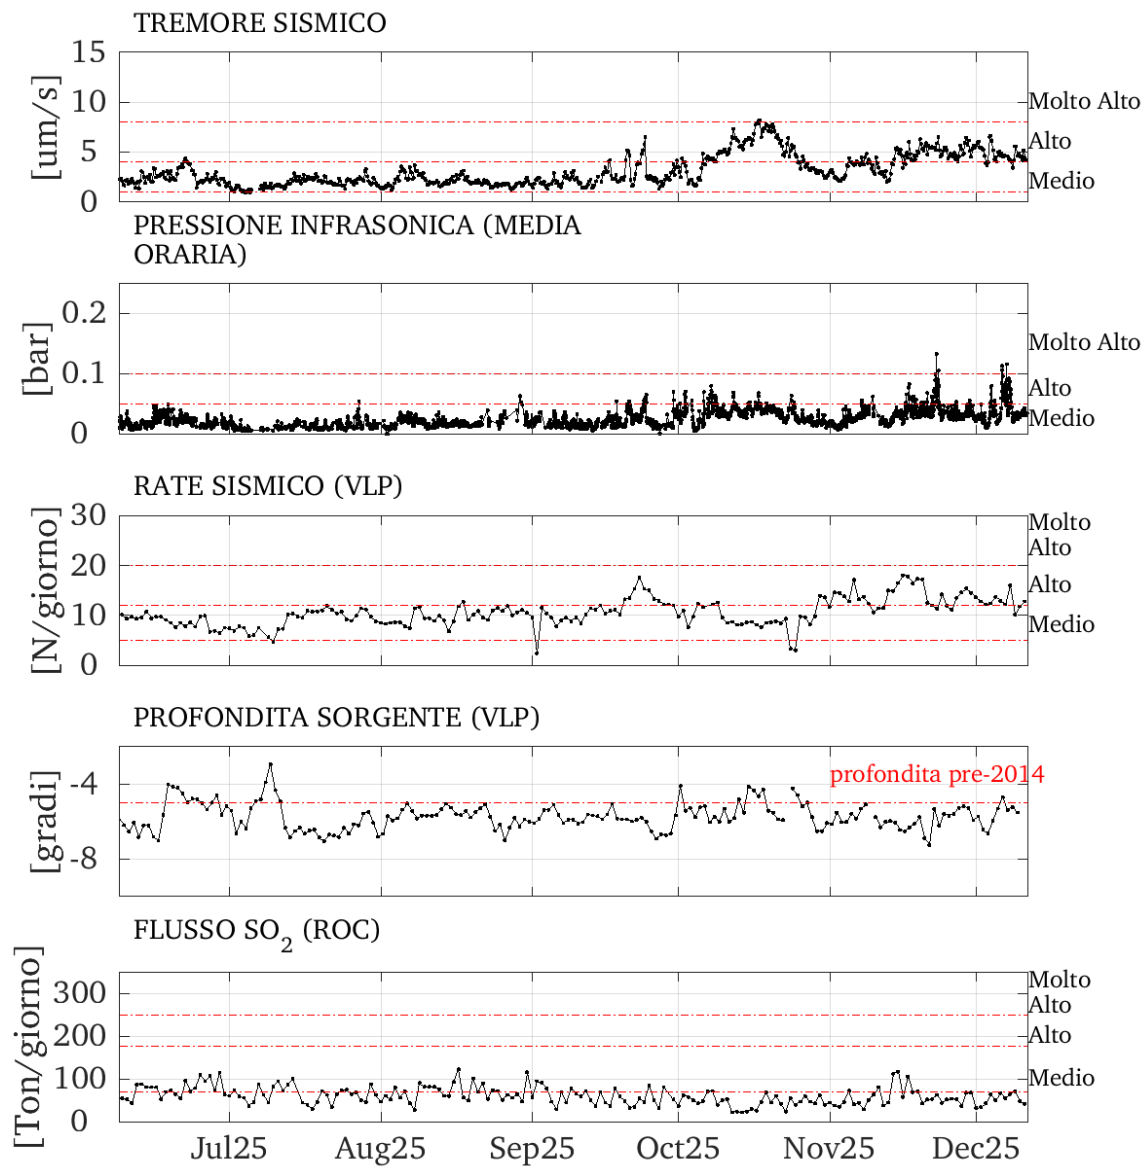 TREMORE SISMICO
15
10
5
0
[um/s]
Molto Alto
Alto
Medio
PRESSIONE INFRASONICA (MEDIA
ORARIA)
0.2
0.1
0
[bar]
Molto Alto
Alto
Medio
RATE SISMICO (VLP)
30
20
10
0
[N/giorno]
Molto
Alto
Alto
Medio
PROFONDITA SORGENTE (VLP)
-4
-8
[gradi]
profondita pre-2014
FLUSSO SO2 (ROC)
300
200
100
0
[Ton/giorno]
Molto
Alto
Alto
Medio
Jul25 Aug25 Sep25 Oct25 Nov25 Dec25